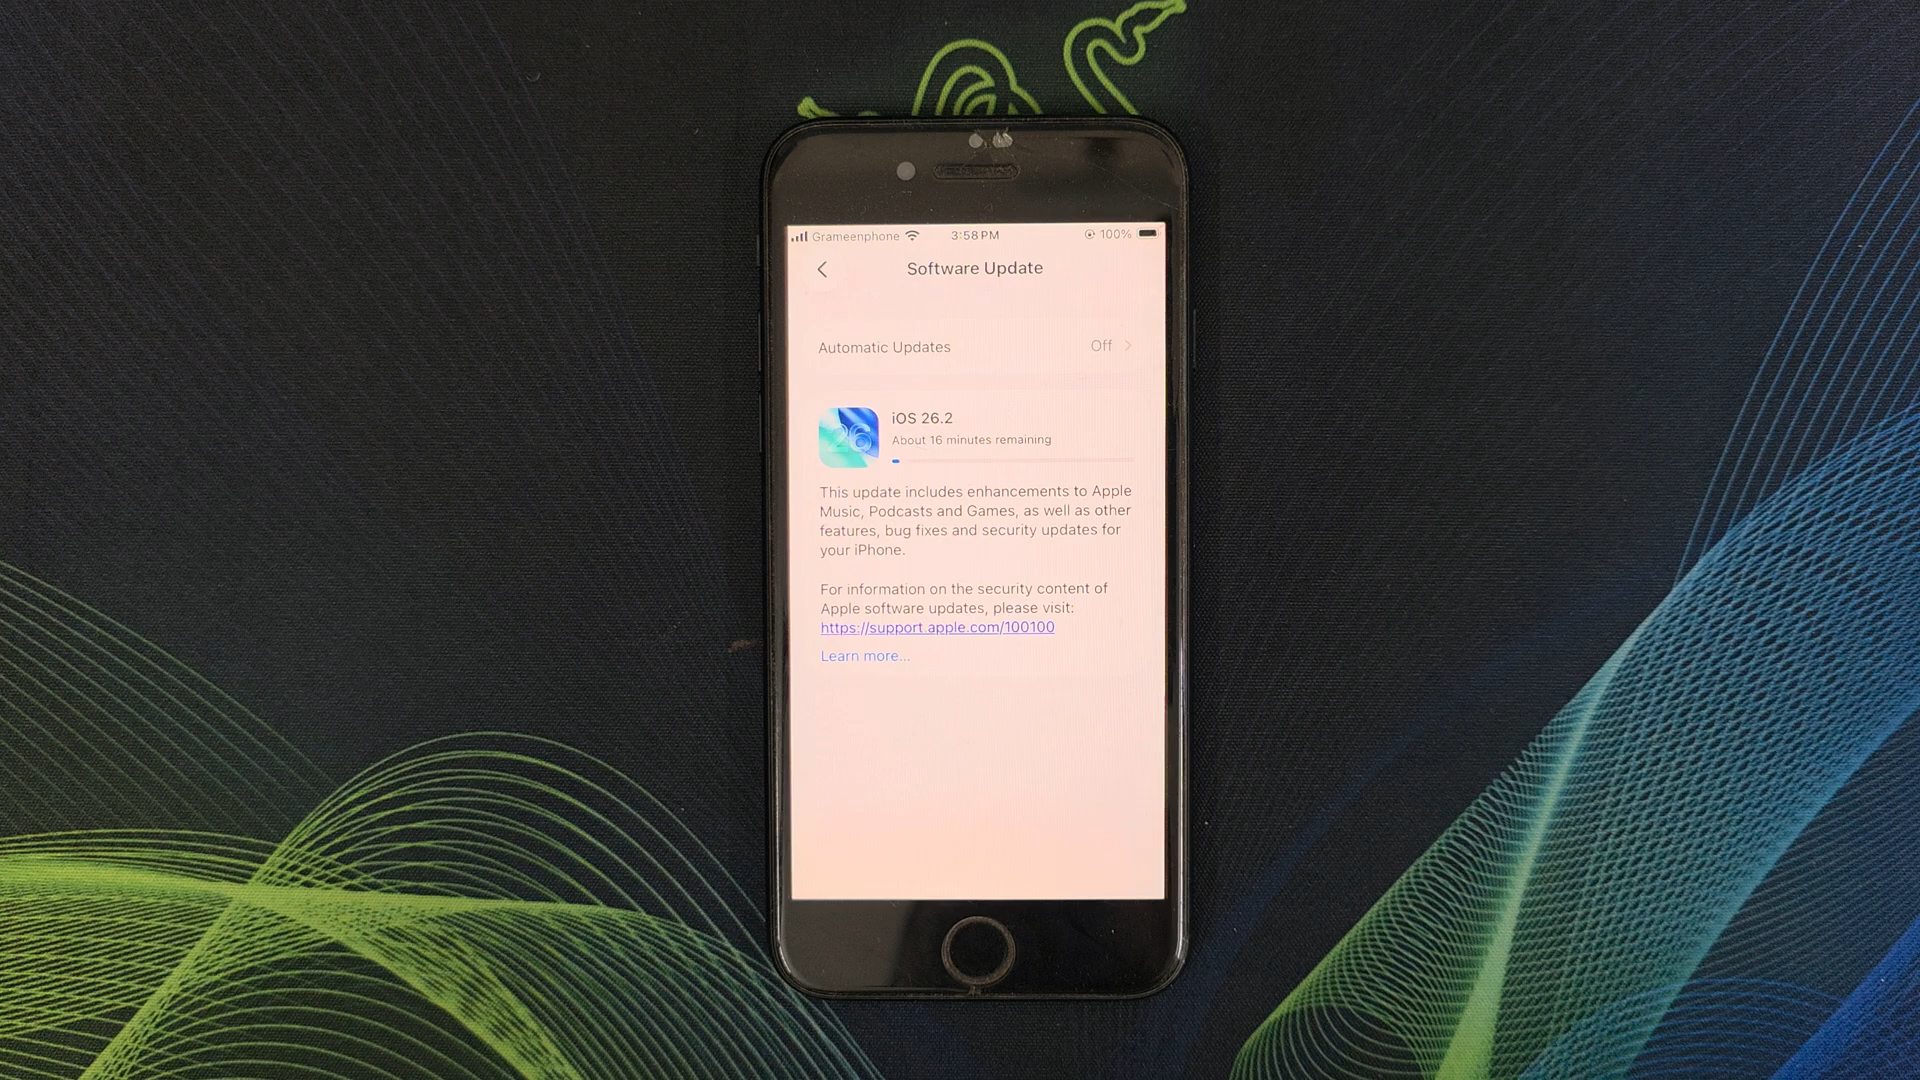 Grameenphone 3:58 PM 100%
Software Update
Automatic Updates Off
26
iOS 26.2
About 16 minutes remaining
This update includes enhancements to Apple
Music, Podcasts and Games, as well as other
features, bug fixes and security updates for
your iPhone.
For information on the security content of
Apple software updates, please visit:
https://support.apple.com/100100
Learn more...